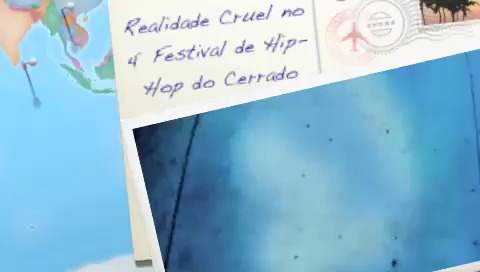 Realidade Cruel no
4º Festival de Hip-
Hop do Cerrado